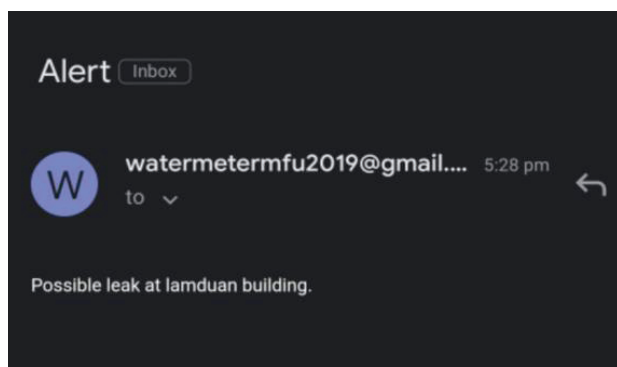 Alert Inbox
W
watermetermfu2019@gmail.... 5:28 pm
to
Possible leak at lamduan building.